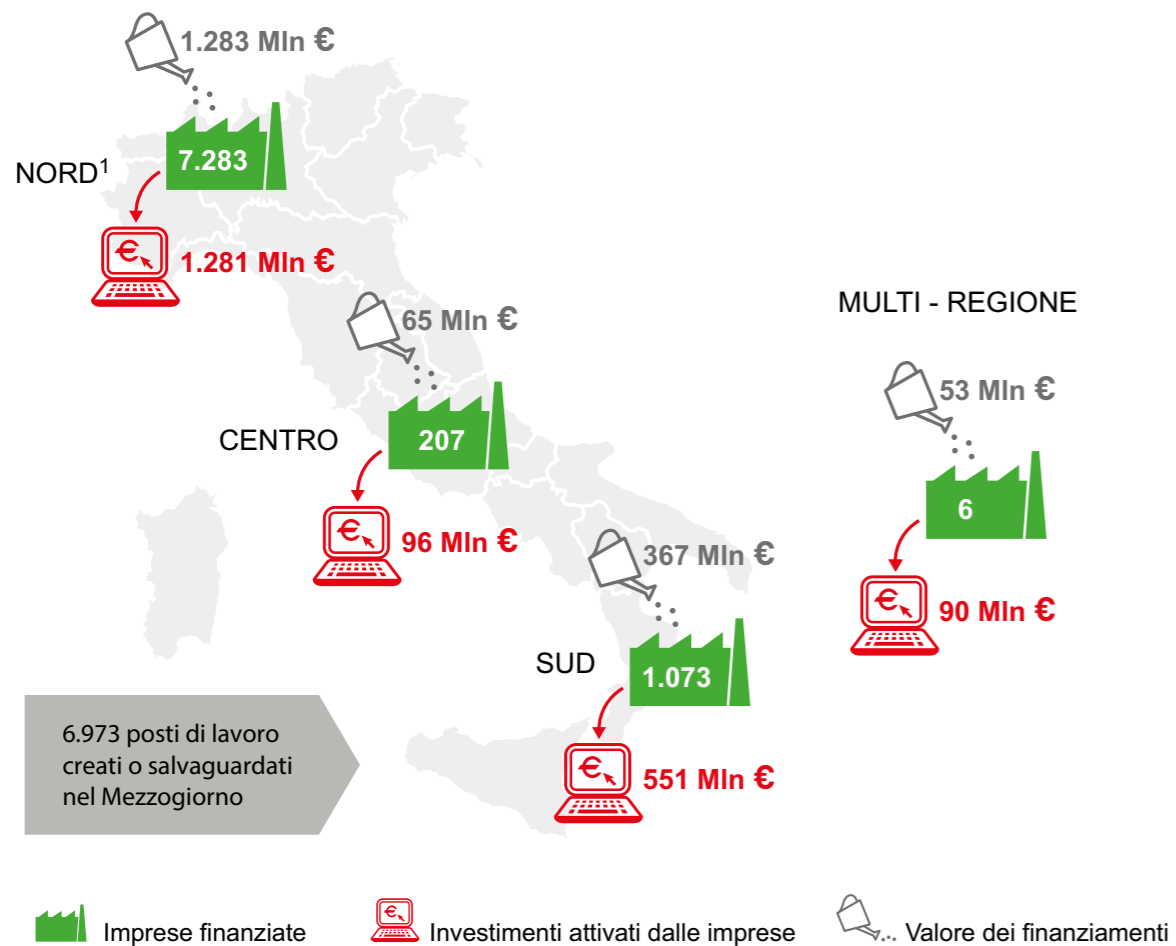 1.283 Mln €
7.283
NORD¹
€
1.281 Mln €
65 Mln €
MULTI - REGIONE
53 Mln €
CENTRO
207
6
€
96 Mln €
367 Mln €
€
90 Mln €
SUD
1.073
6.973 posti di lavoro
creati o salvaguardati
nel Mezzogiorno
€
551 Mln €
Imprese finanziate
€
Investimenti attivati dalle imprese
Valore dei finanziamenti